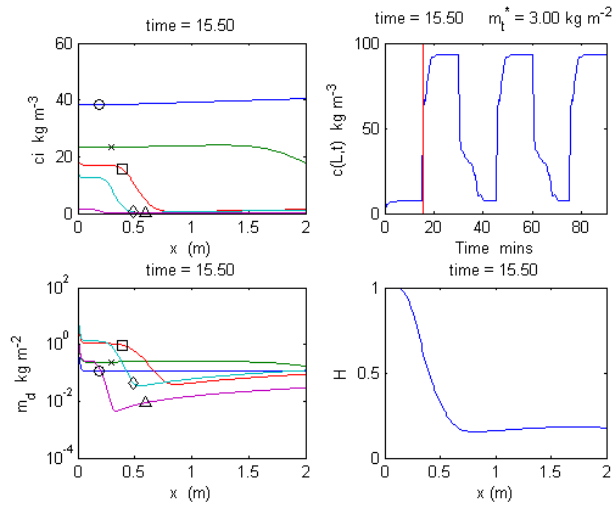 time = 15.50
60
40
20
0
ci kg m-3
0 0.5 1 1.5 2
x (m)
time = 15.50 mt* = 3.00 kg m-2
100
50
0
c(L,t) kg m-3
0 20 40 60 80
Time mins
time = 15.50
10^2
10^0
10^-2
10^-4
md kg m-2
0 0.5 1 1.5 2
x (m)
time = 15.50
1
0.5
0
H
0 0.5 1 1.5 2
x (m)